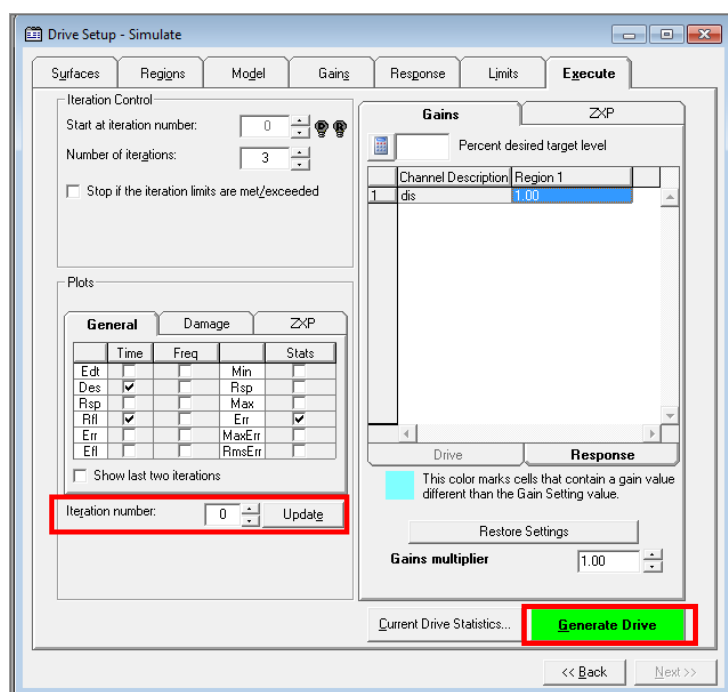 Drive Setup - Simulate
Surfaces Regions Model Gains Response Limits Execute
Iteration Control
Start at iteration number: 0
Number of iterations: 3
Stop if the iteration limits are met/exceeded
Plots
General Damage ZXP
Time Freq Stats
Edt Min
Des Rsp
Rsp Max
Rfl Err
Err MaxErr
Efl RmsErr
Show last two iterations
Iteration number: 0 Update
Gains ZXP
Percent desired target level
Channel Description Region 1
1 dis 1.00
Drive Response
This color marks cells that contain a gain value
different than the Gain Setting value.
Restore Settings
Gains multiplier 1.00
Current Drive Statistics... Generate Drive
<< Back Next >>